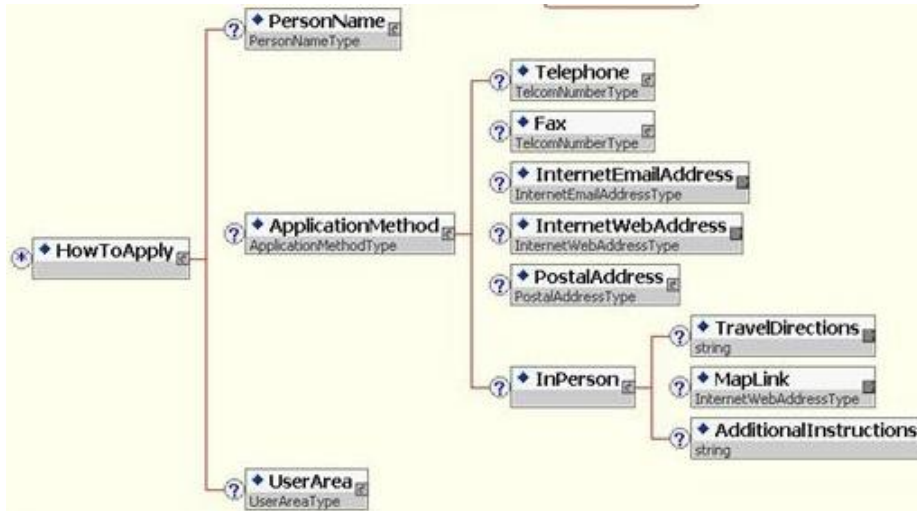 PersonName
PersonNameType
Telephone
TelcomNumberType
Fax
TelcomNumberType
InternetEmailAddress
InternetEmailAddressType
ApplicationMethod
ApplicationMethodType
InternetWebAddress
InternetWebAddressType
HowToApply
PostalAddress
PostalAddressType
InPerson
TravelDirections
string
MapLink
InternetWebAddressType
AdditionalInstructions
string
UserArea
UserAreaType